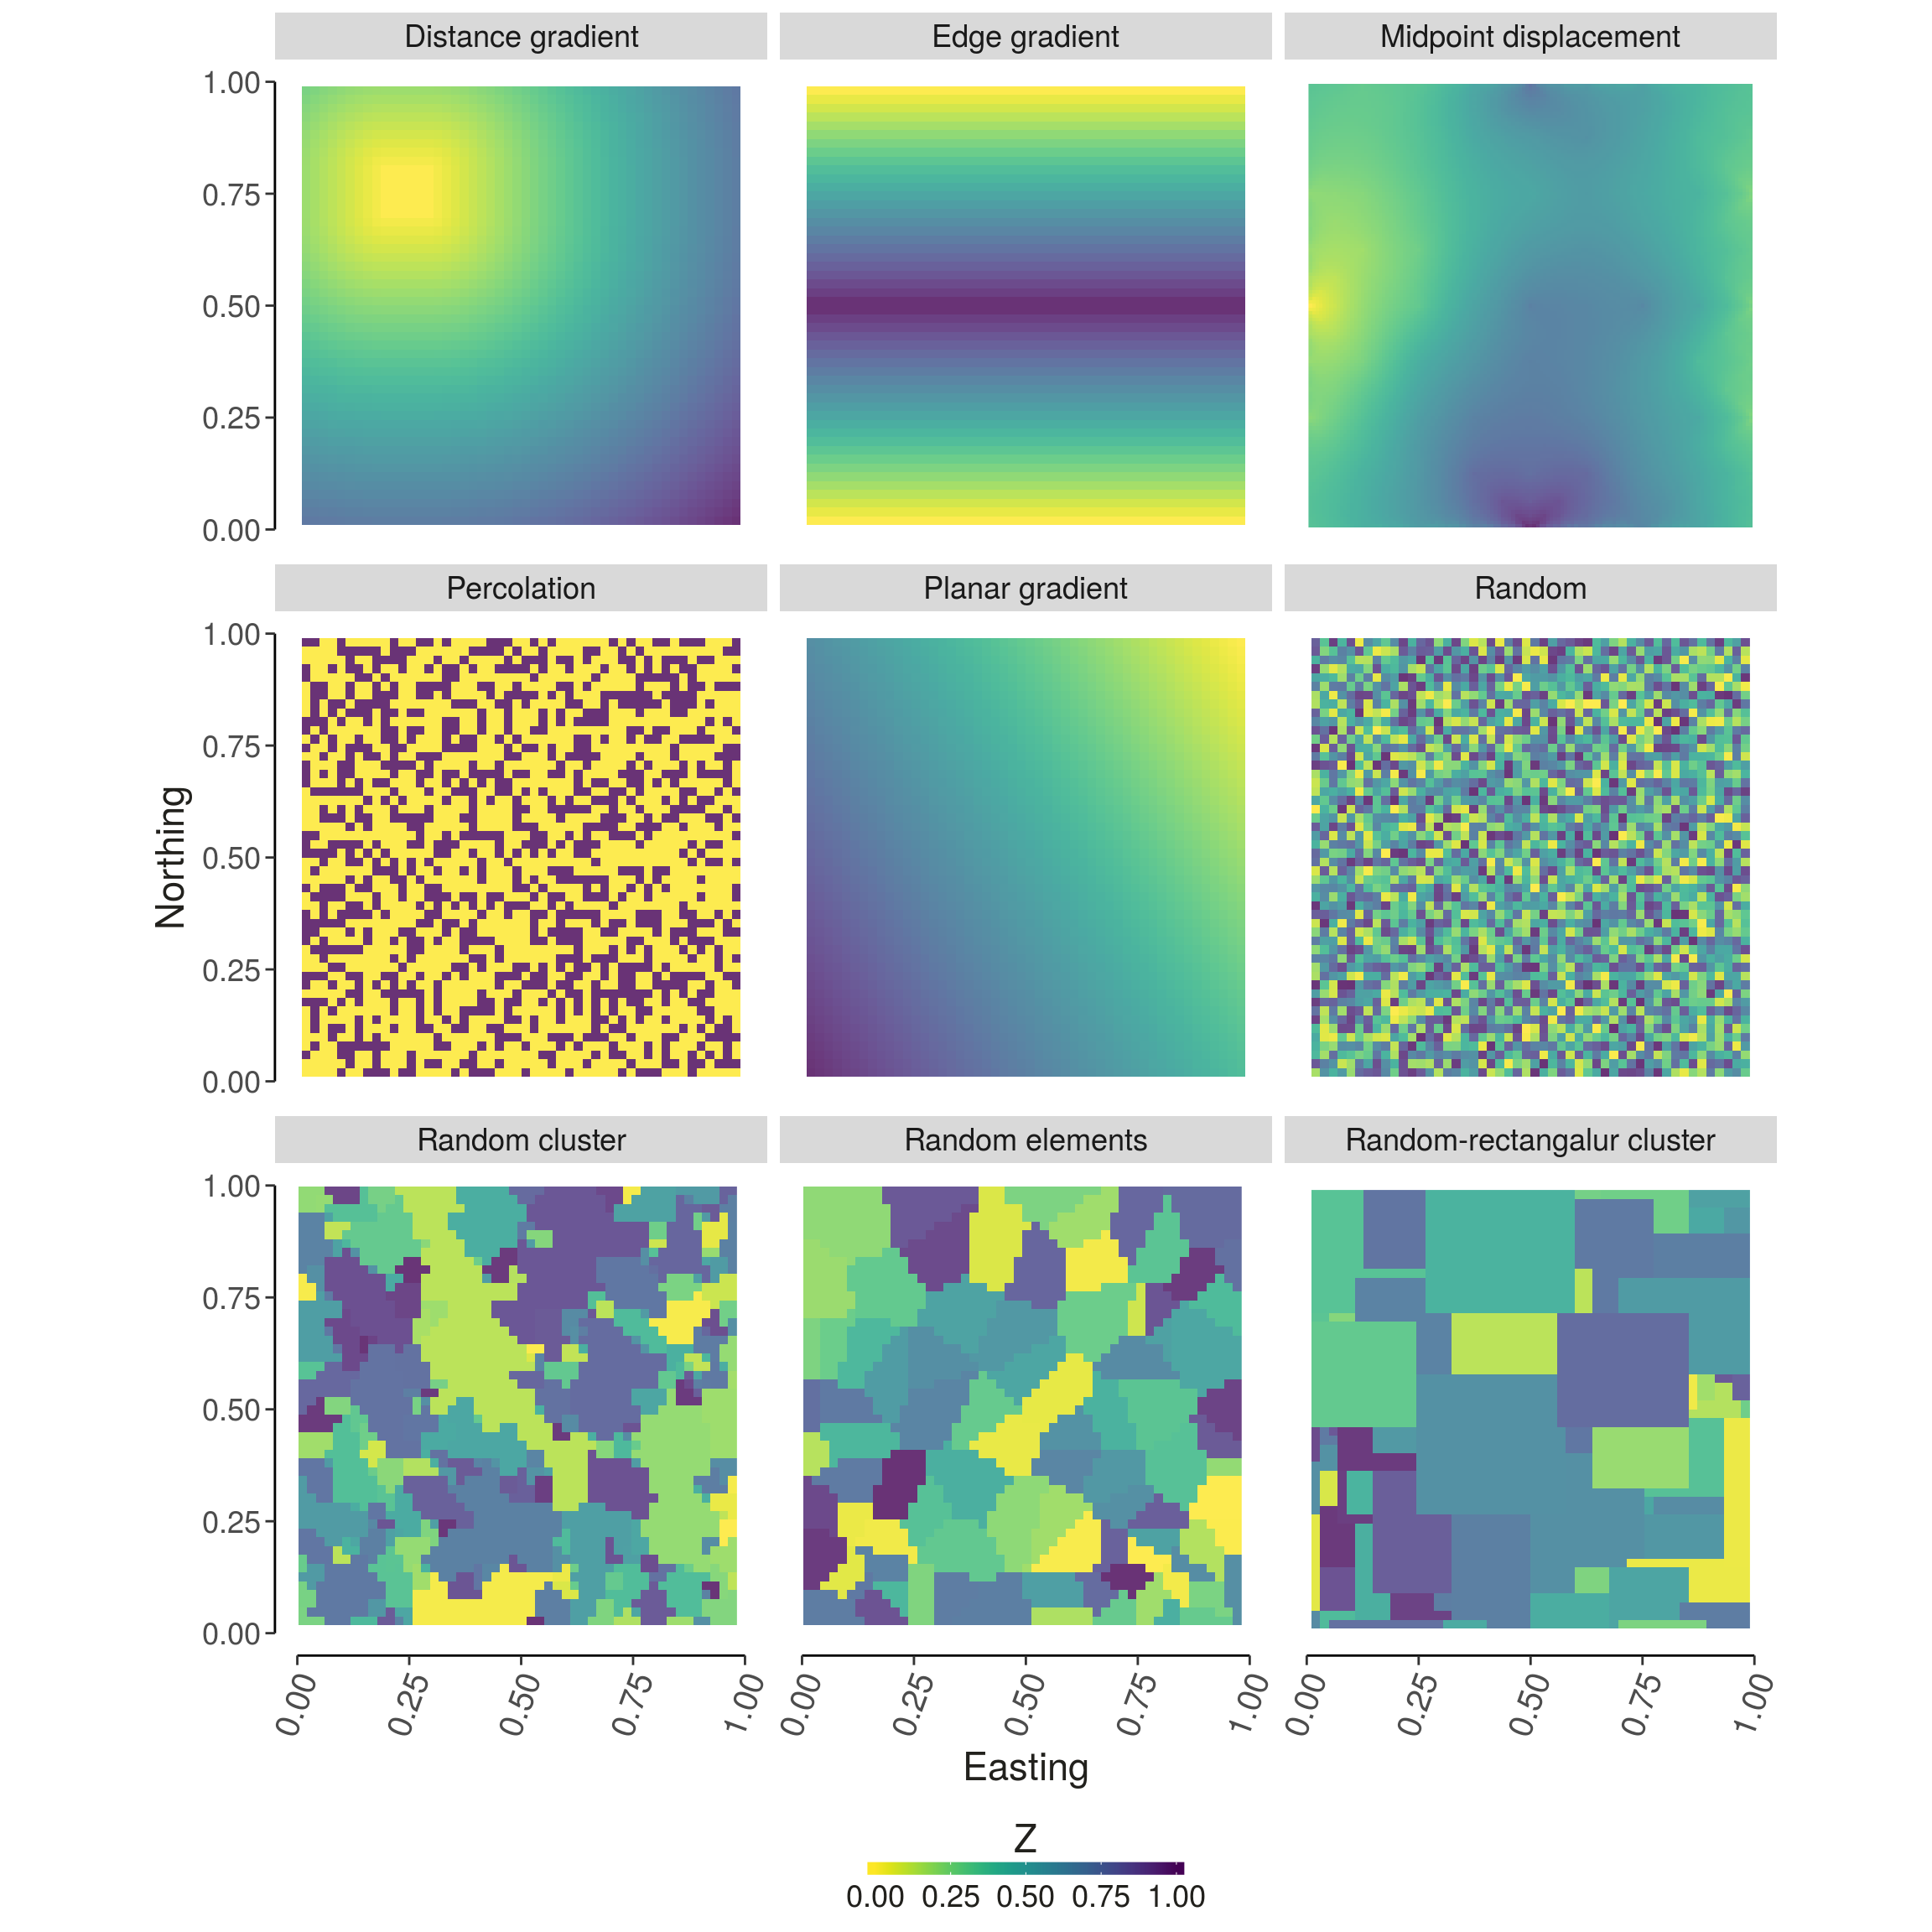 Distance gradient
Edge gradient
Midpoint displacement
1.00
0.75
0.50
0.25
0.00
Percolation
Planar gradient
Random
1.00
0.75
0.50
0.25
0.00
Northing
Random cluster
Random elements
Random-rectangalur cluster
1.00
0.75
0.50
0.25
0.00
0.00 0.25 0.50 0.75 1.00
0.00 0.25 0.50 0.75 1.00
0.00 0.25 0.50 0.75 1.00
Easting
Z
0.00 0.25 0.50 0.75 1.00